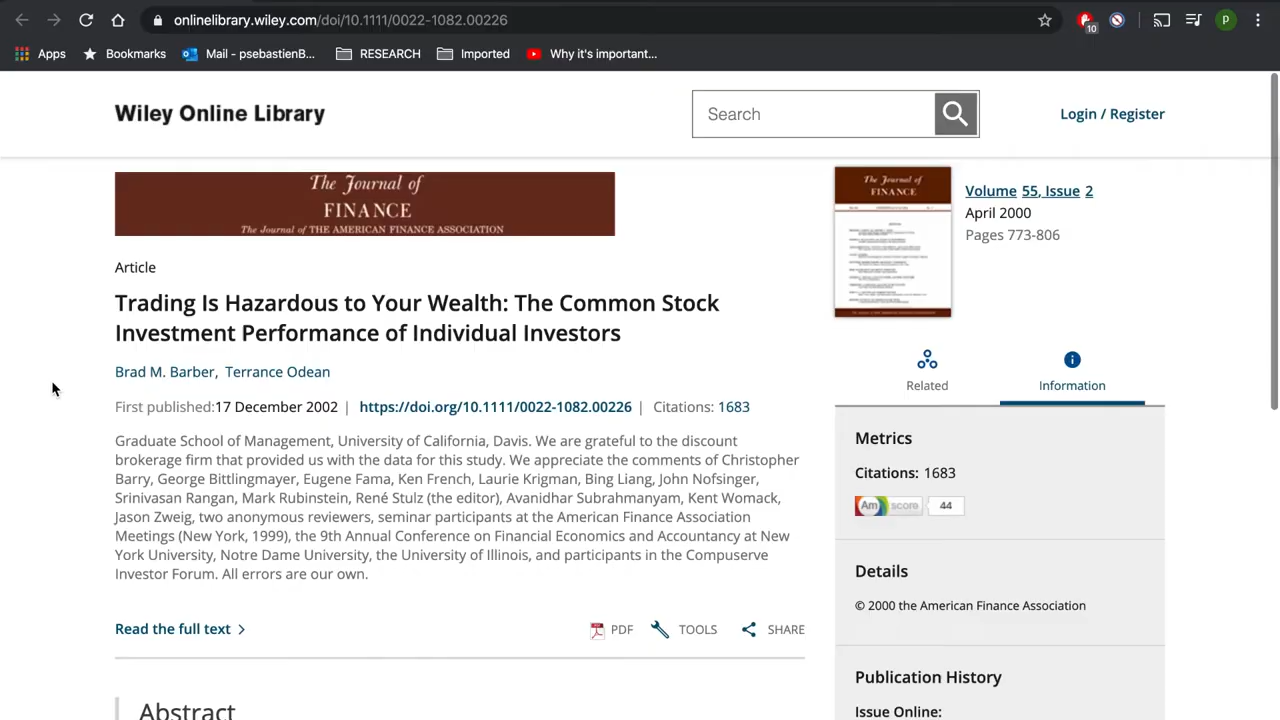 onlinelibrary.wiley.com/doi/10.1111/0022-1082.00226
10
P
Apps
Bookmarks
Mail - psebastienB...
RESEARCH
Imported
Why it's important...
Wiley Online Library
Search
Login / Register
The Journal of
FINANCE
The Journal of THE AMERICAN FINANCE ASSOCIATION
The Journal of
FINANCE
Volume 55, Issue 2
April 2000
Pages 773-806
Article
Trading Is Hazardous to Your Wealth: The Common Stock
Investment Performance of Individual Investors
Brad M. Barber, Terrance Odean
First published:17 December 2002 | https://doi.org/10.1111/0022-1082.00226 | Citations: 1683
Graduate School of Management, University of California, Davis. We are grateful to the discount
brokerage firm that provided us with the data for this study. We appreciate the comments of Christopher
Barry, George Bittlingmayer, Eugene Fama, Ken French, Laurie Krigman, Bing Liang, John Nofsinger,
Srinivasan Rangan, Mark Rubinstein, René Stulz (the editor), Avanidhar Subrahmanyam, Kent Womack,
Jason Zweig, two anonymous reviewers, seminar participants at the American Finance Association
Meetings (New York, 1999), the 9th Annual Conference on Financial Economics and Accountancy at New
York University, Notre Dame University, the University of Illinois, and participants in the Compuserve
Investor Forum. All errors are our own.
Read the full text
PDF
TOOLS
SHARE
Abstract
Related
Information
Metrics
Citations: 1683
Am score 44
Details
© 2000 the American Finance Association
Publication History
Issue Online: